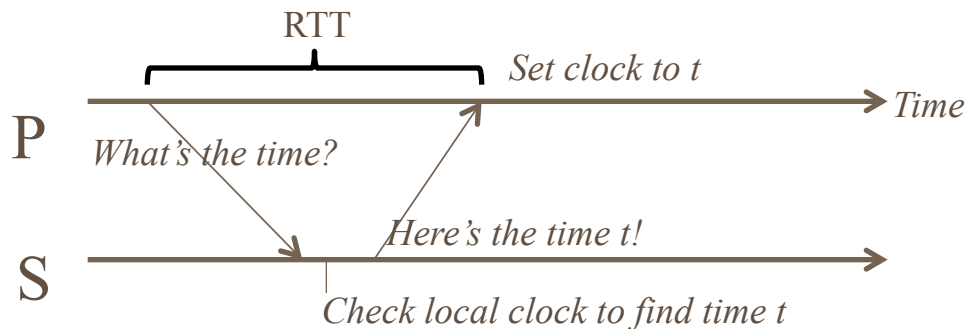 RTT
Set clock to t
Time
P
What’s the time?
Here’s the time t!
S
Check local clock to find time t